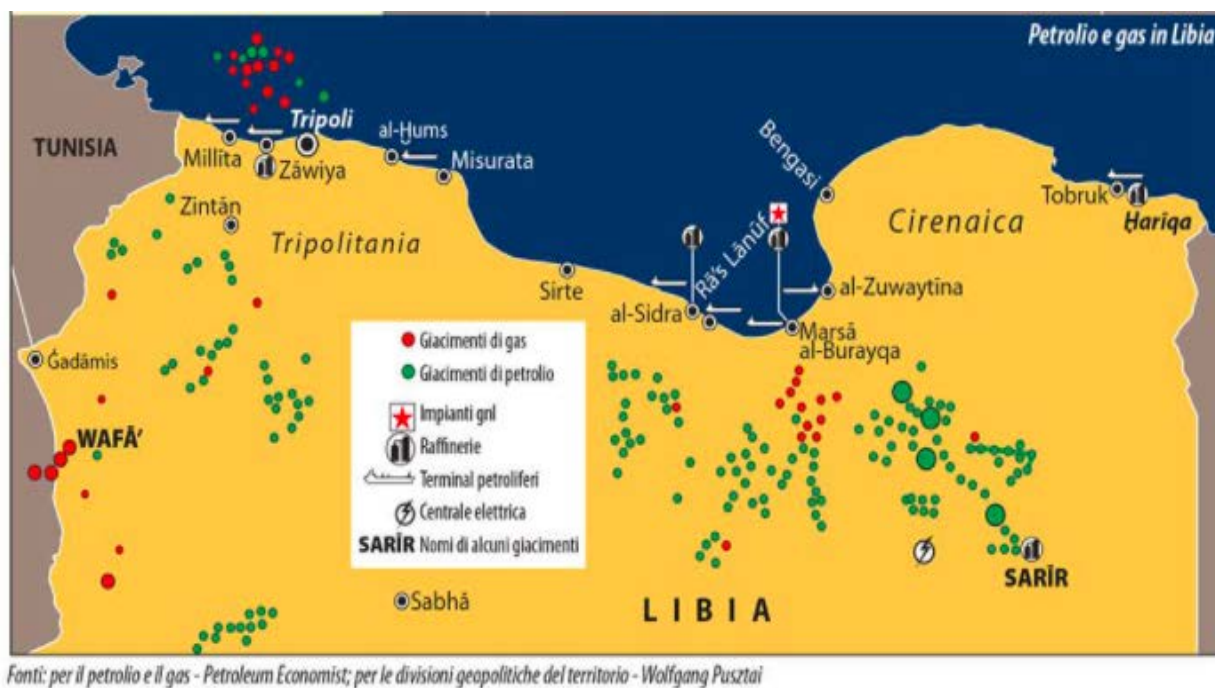 Petrolio e gas in Libia
TUNISIA
Tripoli
al-Ḫums
Millīta
Zāwiya
Misurata
Bengasi
Tobruk
Ḫarīqa
Zintān
Tripolitania
Cirenaica
Rā's Lānūf
Sirte
al-Sidra
al-Zuwaytīna
Marsā
al-Burayqa
Ġadāmis
WAFĀ'
Giacimenti di gas
Giacimenti di petrolio
Impianti gnl
Raffinerie
Terminal petroliferi
Centrale elettrica
SARĪR Nomi di alcuni giacimenti
SARĪR
Sabhā
LIBIA
Fonti: per il petrolio e il gas - Petroleum Economist; per le divisioni geopolitiche del territorio - Wolfgang Pusztai